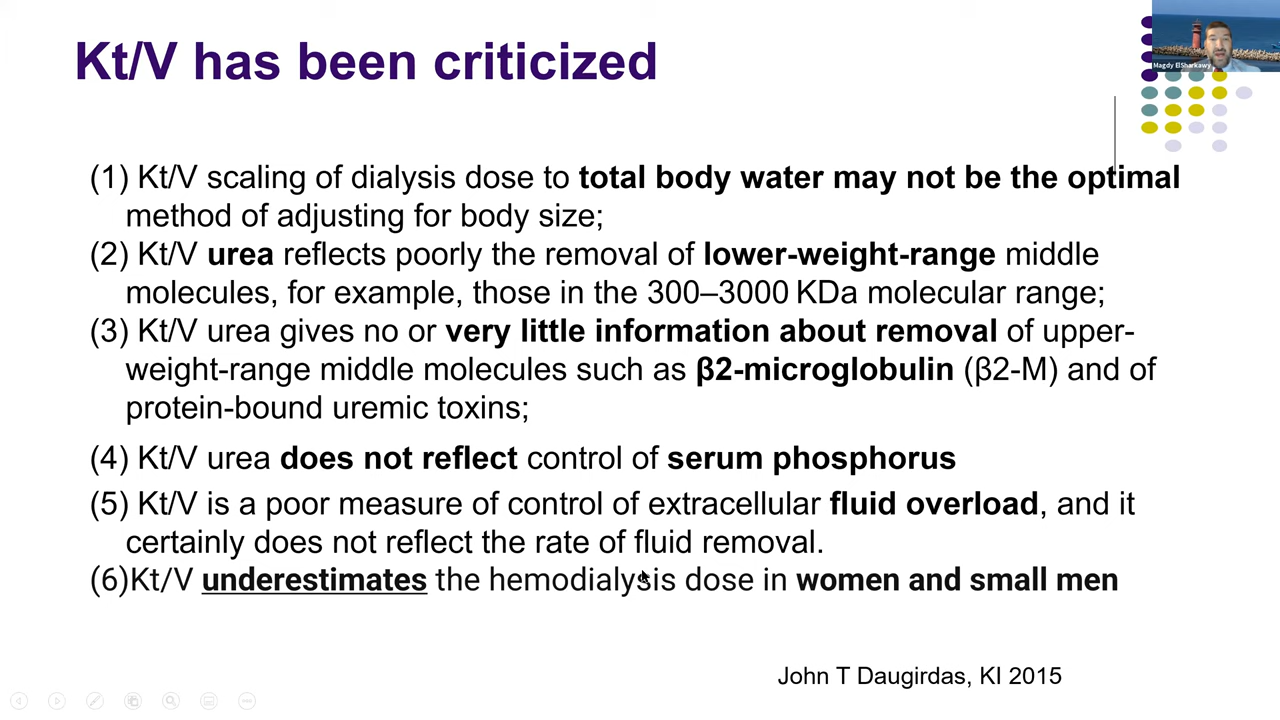 Kt/V has been criticized
Magdy ElSharkawy
(1) Kt/V scaling of dialysis dose to total body water may not be the optimal
method of adjusting for body size;
(2) Kt/V urea reflects poorly the removal of lower-weight-range middle
molecules, for example, those in the 300–3000 KDa molecular range;
(3) Kt/V urea gives no or very little information about removal of upper-
weight-range middle molecules such as β2-microglobulin (β2-M) and of
protein-bound uremic toxins;
(4) Kt/V urea does not reflect control of serum phosphorus
(5) Kt/V is a poor measure of control of extracellular fluid overload, and it
certainly does not reflect the rate of fluid removal.
(6)Kt/V underestimates the hemodialysis dose in women and small men
John T Daugirdas, KI 2015